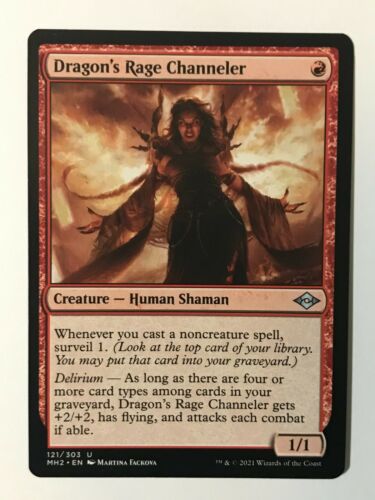 Dragon's Rage Channeler
Creature — Human Shaman
Whenever you cast a noncreature spell,
surveil 1. (Look at the top card of your library.
You may put that card into your graveyard.)
Delirium — As long as there are four or
more card types among cards in your
graveyard, Dragon's Rage Channeler gets
+2/+2, has flying, and attacks each combat
if able.
1/1
121/303 U
MH2 • EN Martina Fackova
™ & © 2021 Wizards of the Coast